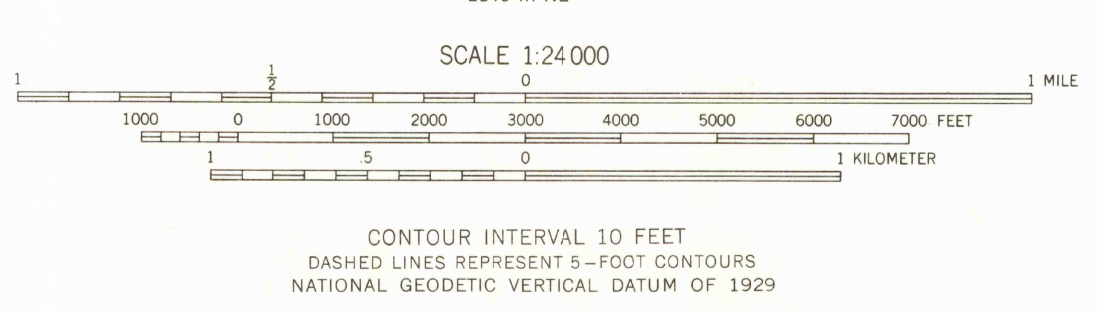 SCALE 1:24 000
1 ½ 0 1 MILE
1000 0 1000 2000 3000 4000 5000 6000 7000 FEET
1 .5 0 1 KILOMETER
CONTOUR INTERVAL 10 FEET
DASHED LINES REPRESENT 5–FOOT CONTOURS
NATIONAL GEODETIC VERTICAL DATUM OF 1929